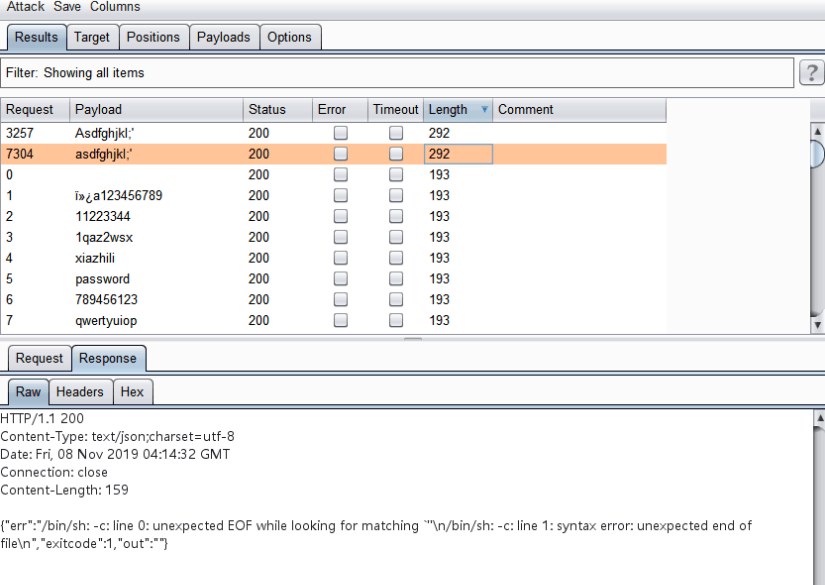 Attack Save Columns
Results Target Positions Payloads Options
Filter: Showing all items ?
Request Payload Status Error Timeout Length Comment
3257 Asdfghjkl;' 200 292
7304 asdfghjkl;' 200 292
0 200 193
1 ï»¿a123456789 200 193
2 11223344 200 193
3 1qaz2wsx 200 193
4 xiazhili 200 193
5 password 200 193
6 789456123 200 193
7 qwertyuiop 200 193
Request Response
Raw Headers Hex
HTTP/1.1 200
Content-Type: text/json;charset=utf-8
Date: Fri, 08 Nov 2019 04:14:32 GMT
Connection: close
Content-Length: 159
{"err":"/bin/sh: -c: line 0: unexpected EOF while looking for matching `''\n/bin/sh: -c: line 1: syntax error: unexpected end of
file\n","exitcode":1,"out":""}